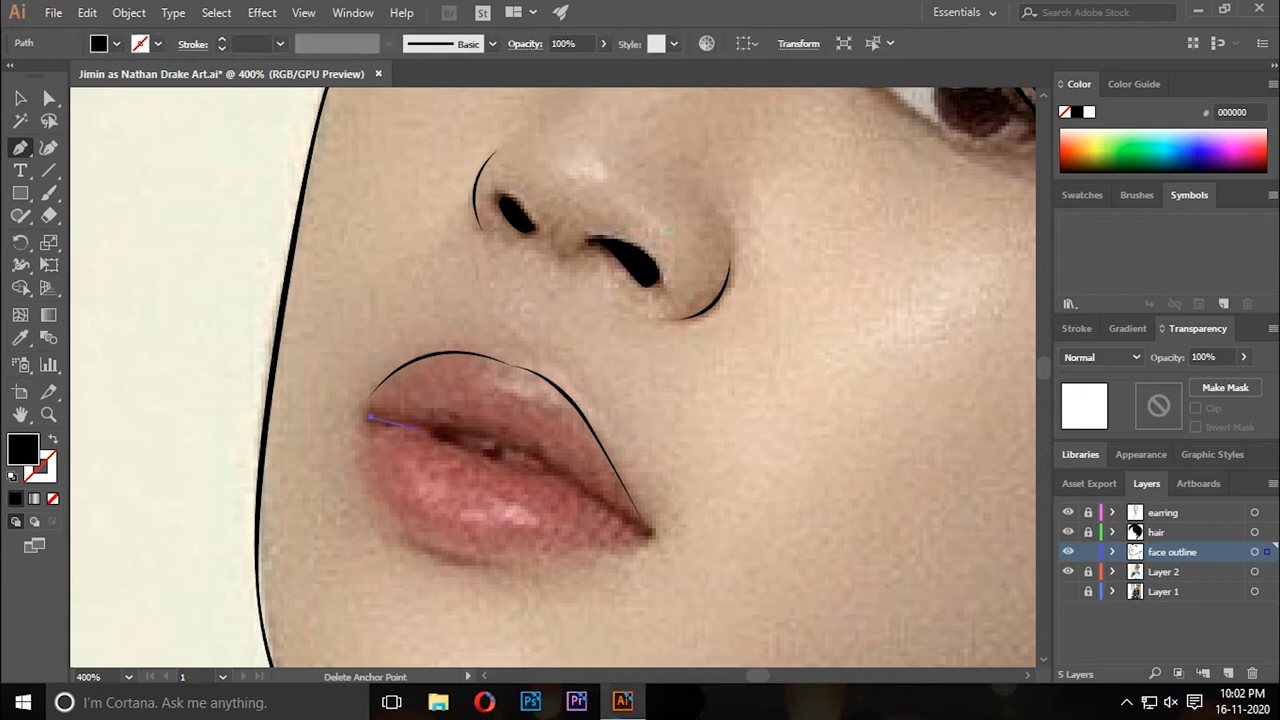 Ai File Edit Object Type Select Effect View Window Help Br St Essentials Search Adobe Stock
Path Stroke: Basic Opacity: 100% Style: Transform
Jimin as Nathan Drake Art.ai* @ 400% (RGB/GPU Preview) ×
Color Color Guide
# 000000
Swatches Brushes Symbols
Stroke Gradient Transparency
Normal Opacity: 100%
Make Mask
Clip
Invert Mask
Libraries Appearance Graphic Styles
Asset Export Layers Artboards
earring
hair
face outline
Layer 2
Layer 1
400% 1 Delete Anchor Point 5 Layers
I'm Cortana. Ask me anything. Ps Pr Ai 10:02 PM
16-11-2020